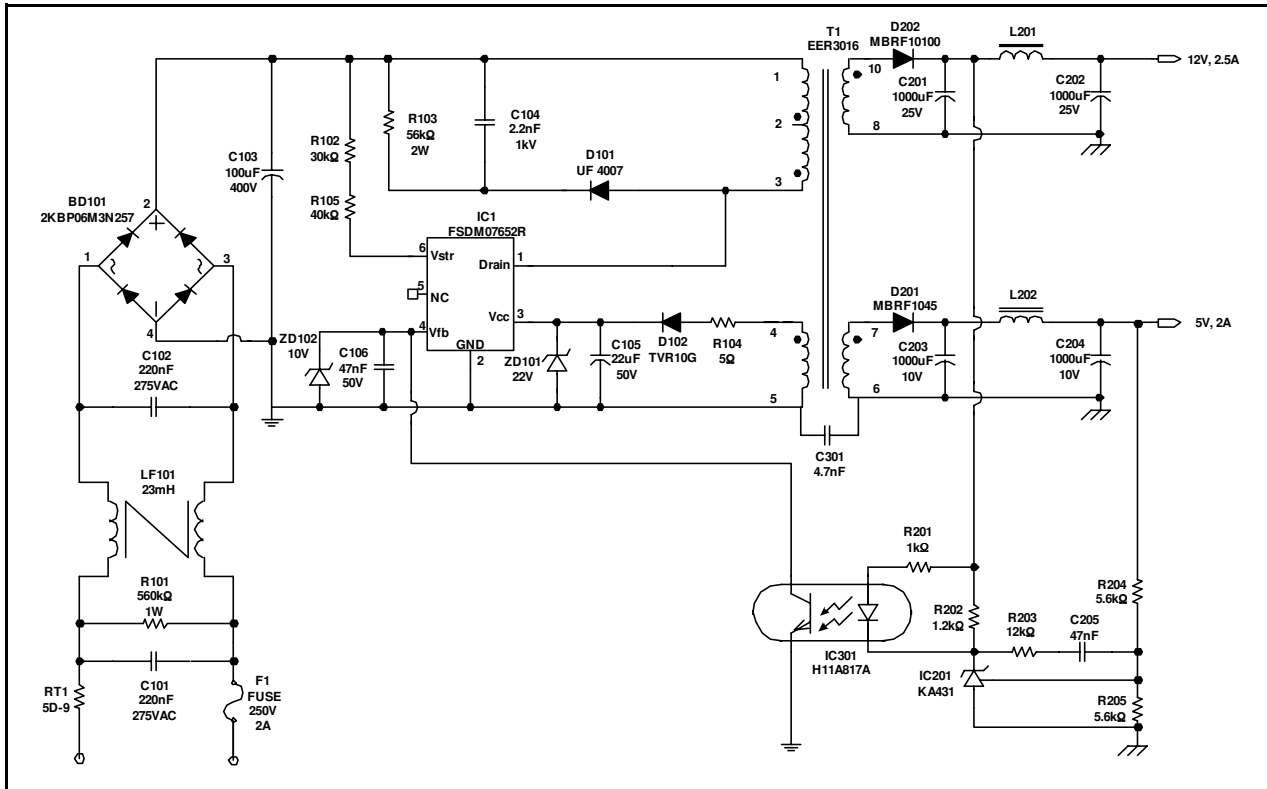 T1
EER3016
D202
MBRF10100
L201
1
10
12V, 2.5A
C201
1000uF
25V
C202
1000uF
25V
R103
56kΩ
2W
C104
2.2nF
1kV
2
8
R102
30kΩ
C103
100uF
400V
D101
UF 4007
3
R105
40kΩ
BD101
2KBP06M3N257
2
1
3
4
IC1
FSDM07652R
6
Vstr
Drain
1
5
NC
Vcc
3
4
Vfb
GND
2
D201
MBRF1045
L202
4
7
5V, 2A
ZD102
10V
C106
47nF
50V
ZD101
22V
C105
22uF
50V
D102
TVR10G
R104
5Ω
C203
1000uF
10V
C204
1000uF
10V
C102
220nF
275VAC
5
6
C301
4.7nF
LF101
23mH
R101
560kΩ
1W
R201
1kΩ
R204
5.6kΩ
R202
1.2kΩ
R203
12kΩ
C205
47nF
IC301
H11A817A
IC201
KA431
R205
5.6kΩ
RT1
5D-9
C101
220nF
275VAC
F1
FUSE
250V
2A